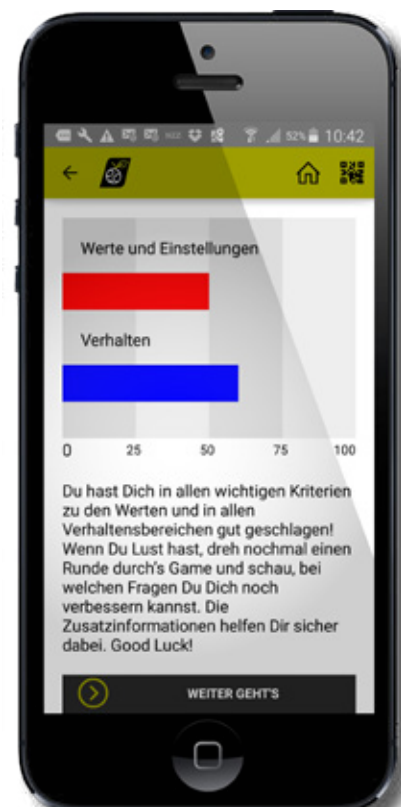 NZZ 52% 10:42
Werte und Einstellungen
Verhalten
0 25 50 75 100
Du hast Dich in allen wichtigen Kriterien
zu den Werten und in allen
Verhaltensbereichen gut geschlagen!
Wenn Du Lust hast, dreh nochmal einen
Runde durch's Game und schau, bei
welchen Fragen Du Dich noch
verbessern kannst. Die
Zusatzinformationen helfen Dir sicher
dabei. Good Luck!
WEITER GEHT'S